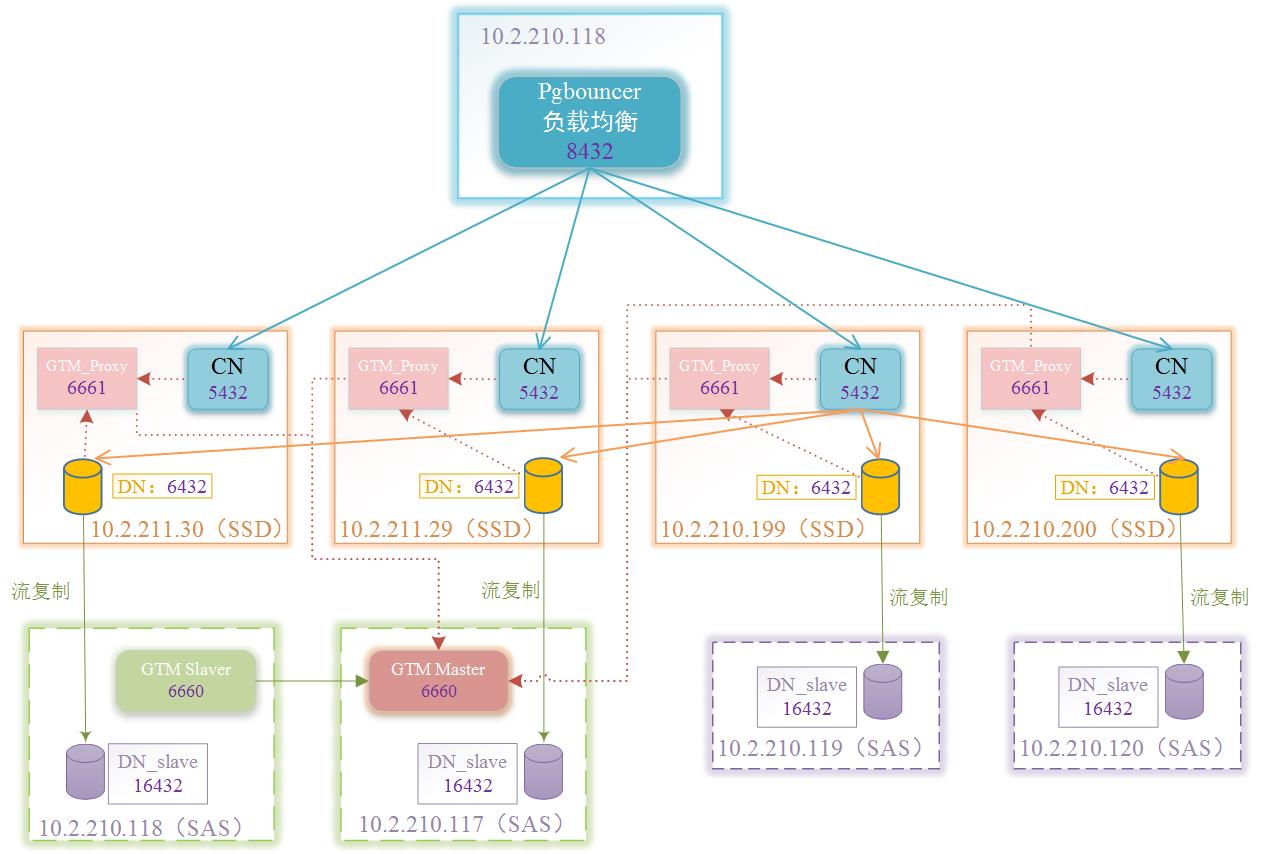 10.2.210.118
Pgbouncer
负载均衡
8432
GTM_Proxy
6661
CN
5432
DN：6432
10.2.211.30（SSD）
GTM_Proxy
6661
CN
5432
DN：6432
10.2.211.29（SSD）
GTM_Proxy
6661
CN
5432
DN：6432
10.2.210.199（SSD）
GTM_Proxy
6661
CN
5432
DN：6432
10.2.210.200（SSD）
流复制
流复制
流复制
流复制
GTM Slaver
6660
DN_slave
16432
10.2.210.118（SAS）
GTM Master
6660
DN_slave
16432
10.2.210.117（SAS）
DN_slave
16432
10.2.210.119（SAS）
DN_slave
16432
10.2.210.120（SAS）